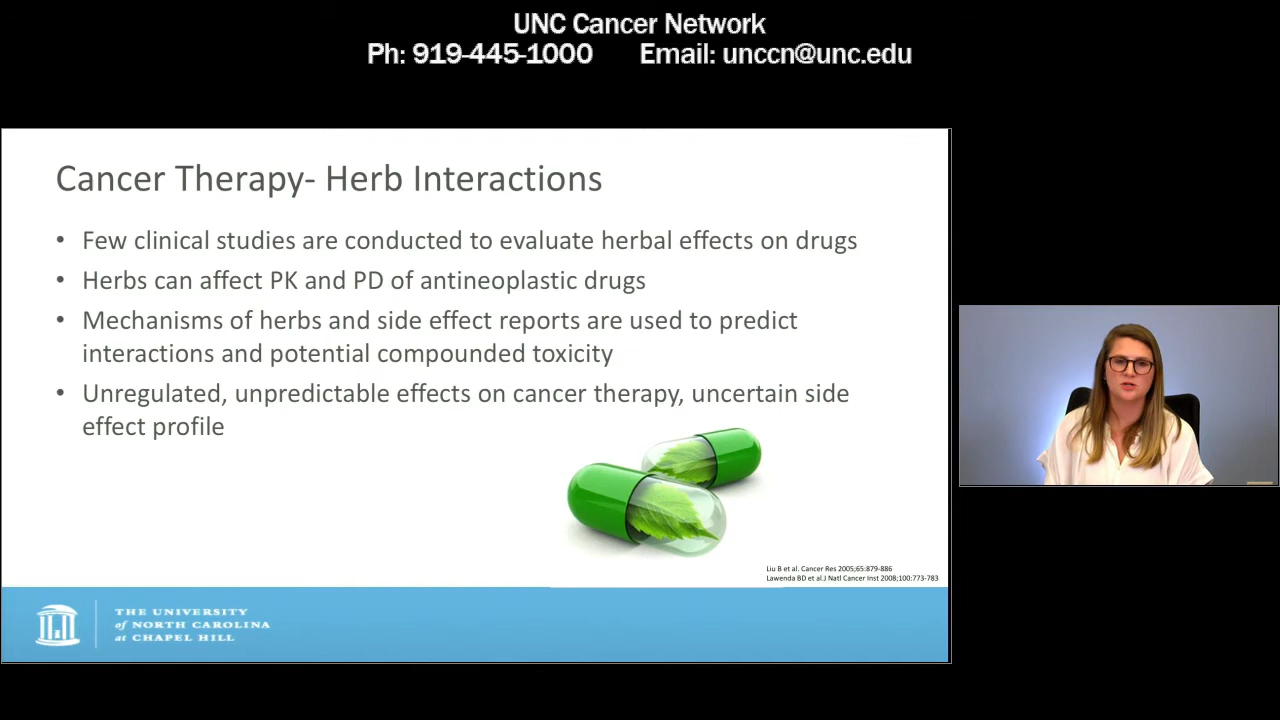 UNC Cancer Network
Ph: 919-445-1000 Email: unccn@unc.edu
Cancer Therapy- Herb Interactions
• Few clinical studies are conducted to evaluate herbal effects on drugs
• Herbs can affect PK and PD of antineoplastic drugs
• Mechanisms of herbs and side effect reports are used to predict
interactions and potential compounded toxicity
• Unregulated, unpredictable effects on cancer therapy, uncertain side
effect profile
Liu B et al. Cancer Res 2005;65:879-886
Lawenda BD et al.J Natl Cancer Inst 2008;100:773-783
THE UNIVERSITY
of NORTH CAROLINA
at CHAPEL HILL